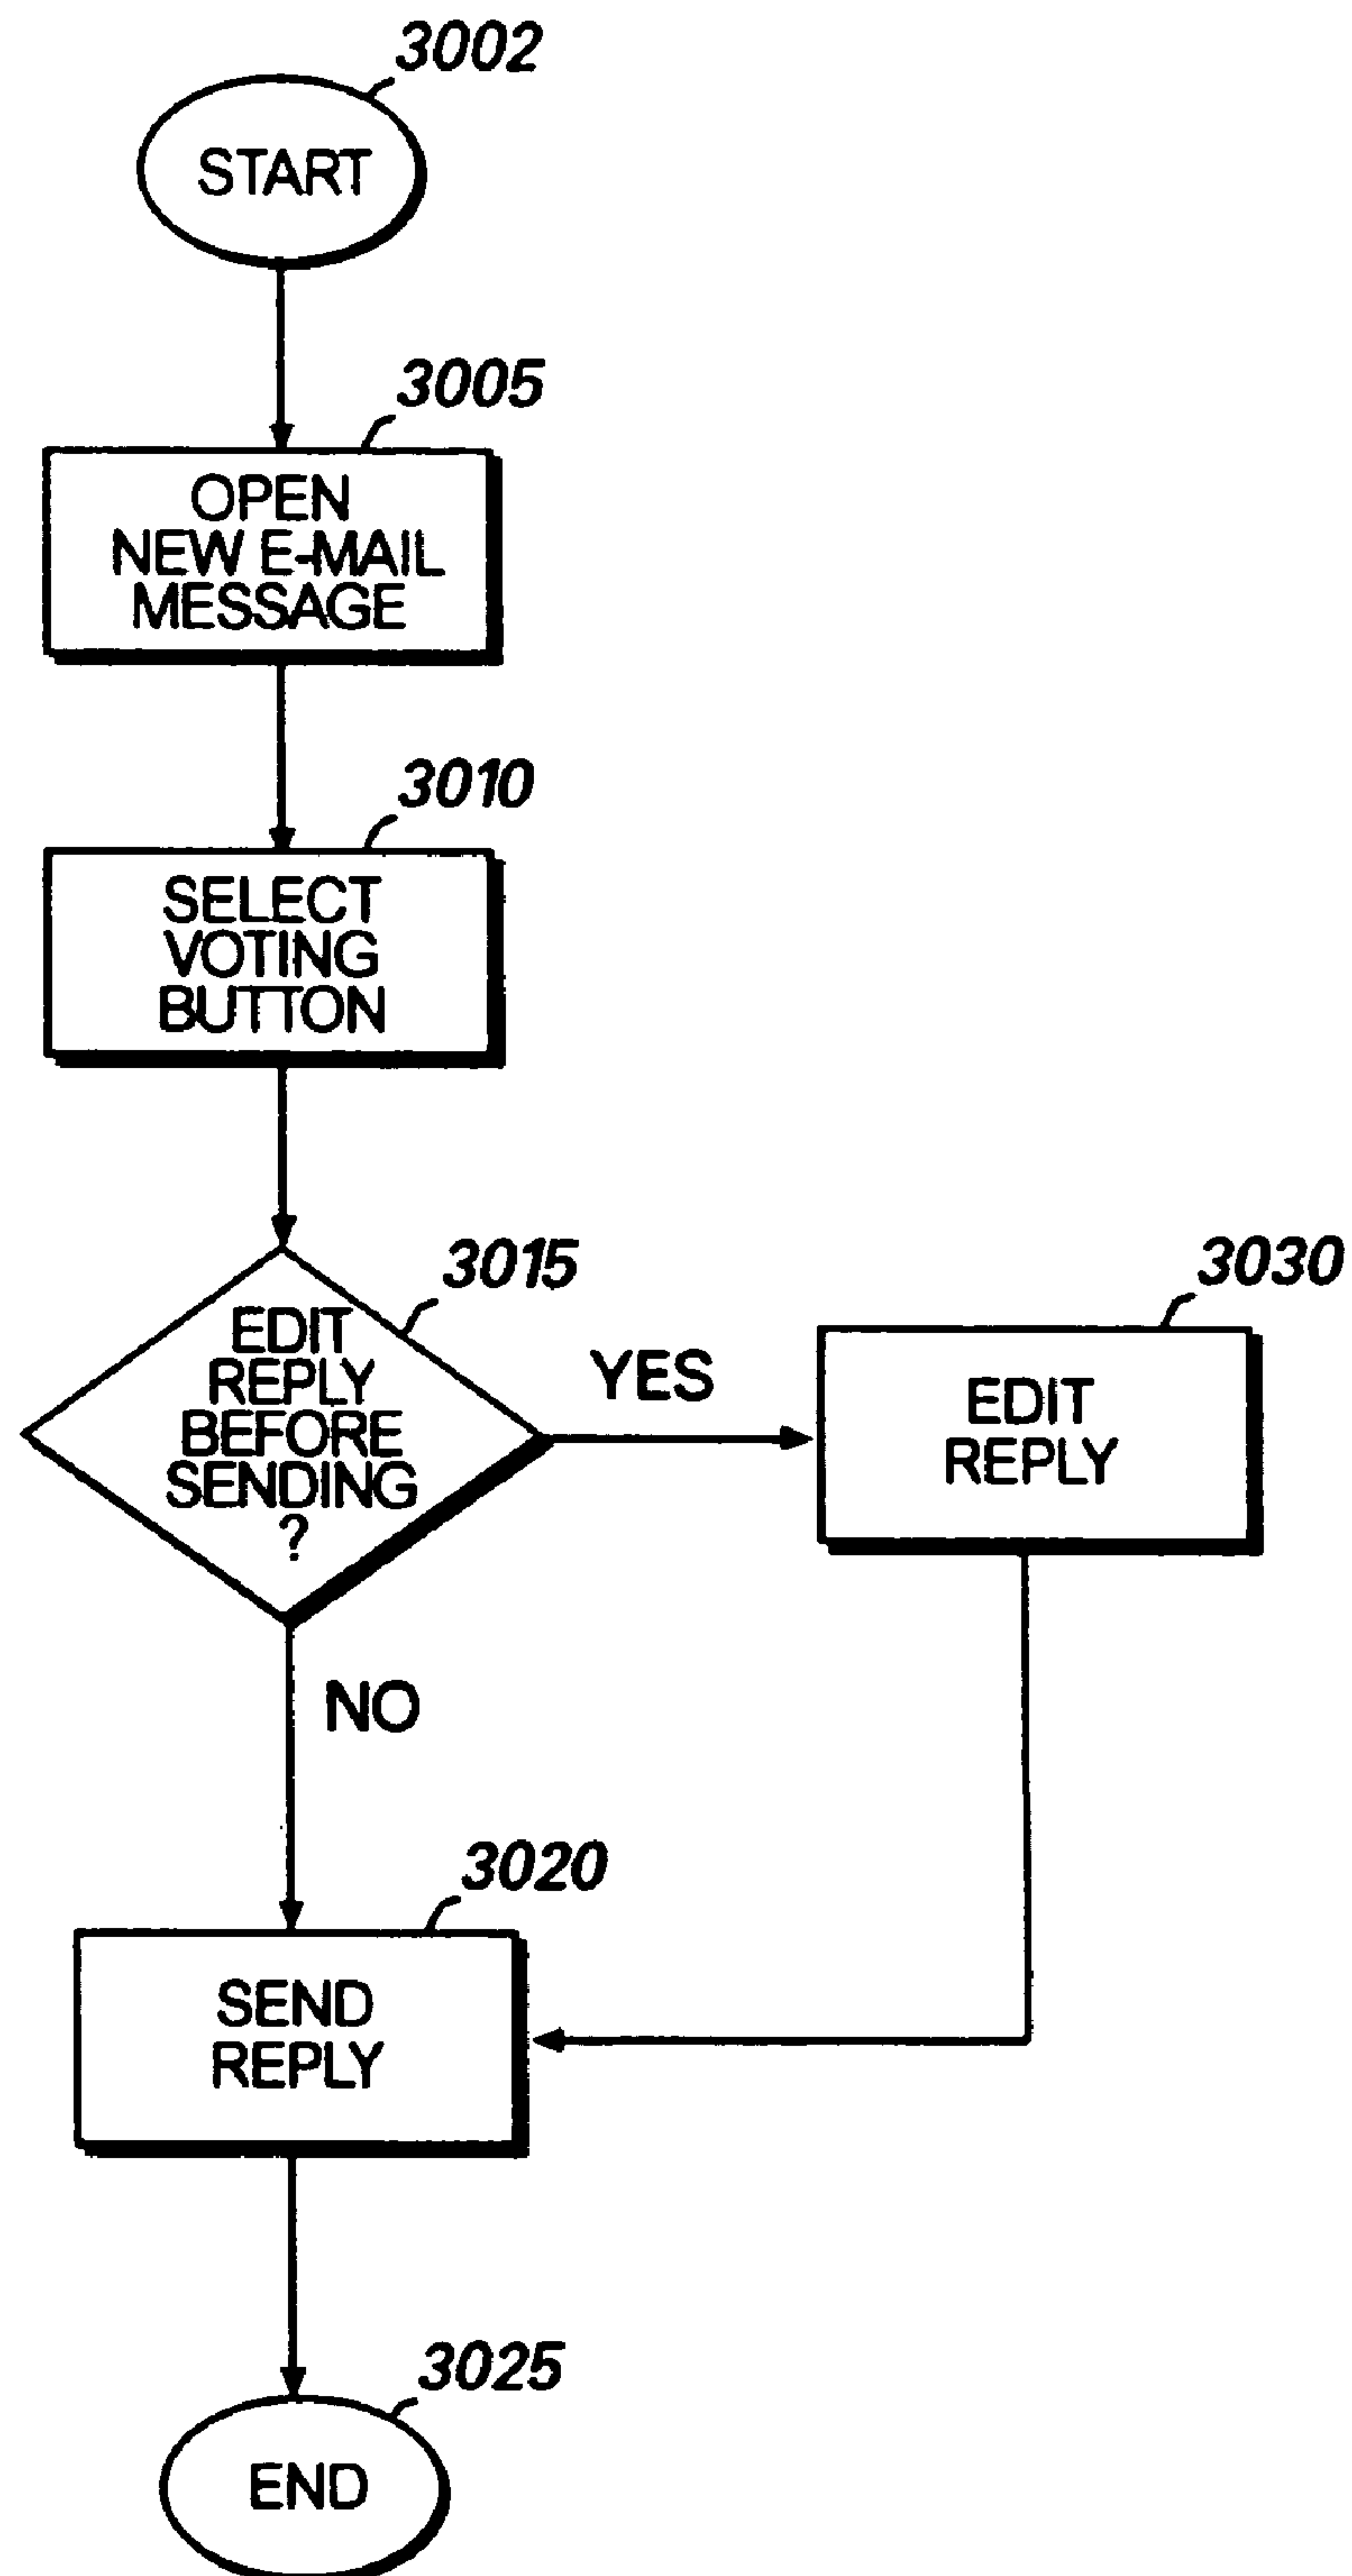 3002
START
3005
OPEN
NEW E-MAIL
MESSAGE
3010
SELECT
VOTING
BUTTON
3015
EDIT
REPLY
BEFORE
SENDING
?
YES
3030
EDIT
REPLY
NO
3020
SEND
REPLY
3025
END